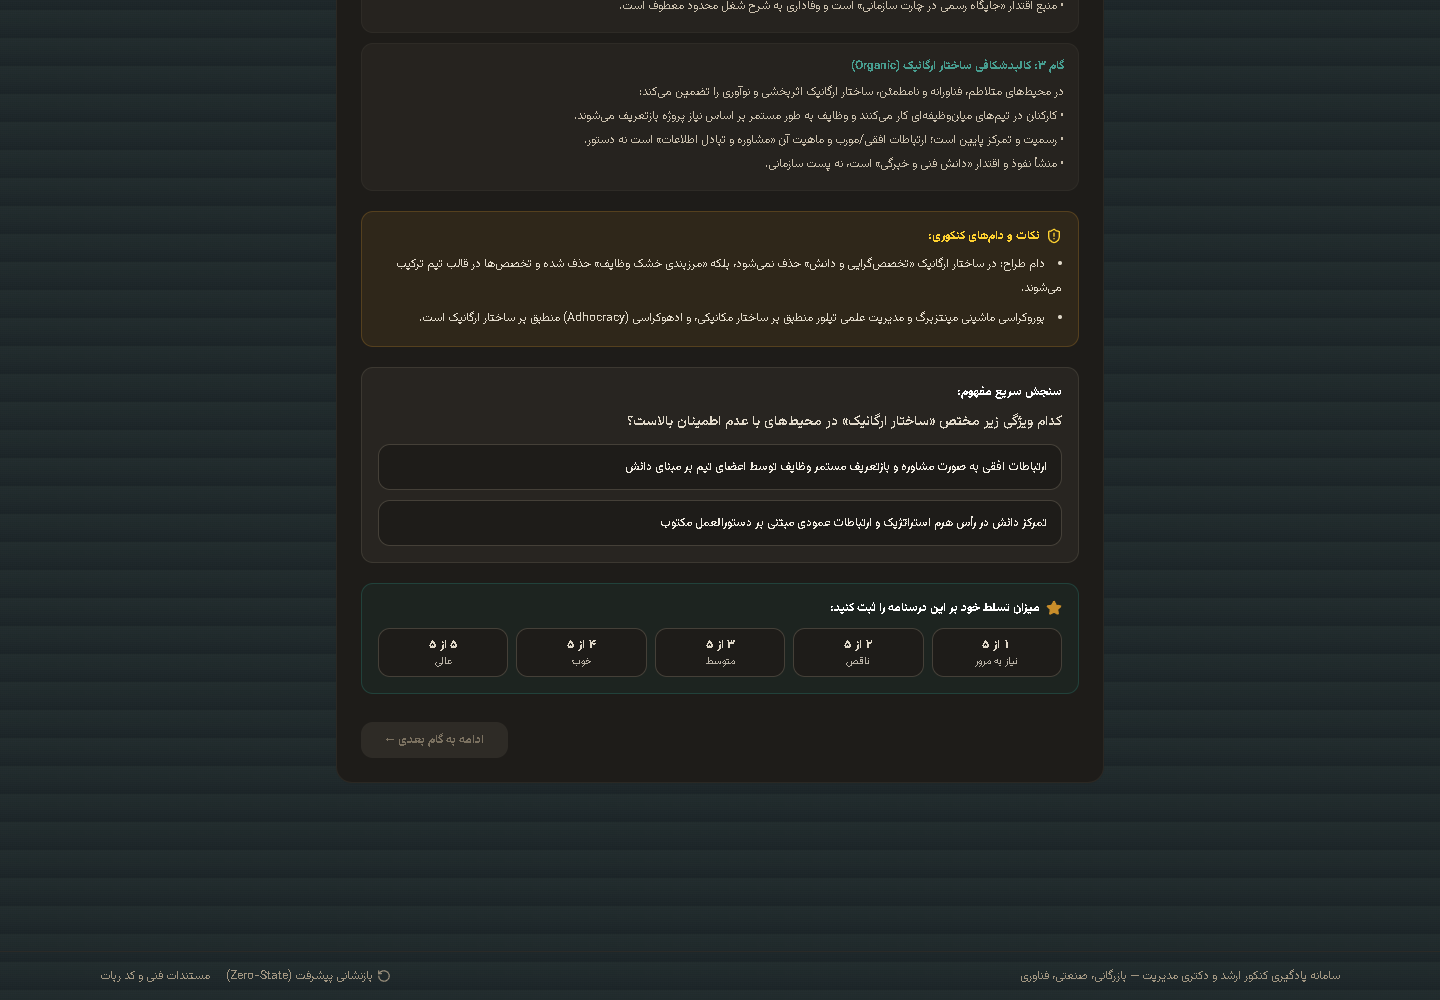 • منبع اقتدار «جایگاه رسمی در چارت سازمانی» است و وفاداری به شرح شغل محدود معطوف است.
گام ۳: کالبدشکافی ساختار ارگانیک (Organic)
در محیط‌های متلاطم، فناورانه و نامطمئن، ساختار ارگانیک اثربخشی و نوآوری را تضمین می‌کند:
• کارکنان در تیم‌های میان‌وظیفه‌ای کار می‌کنند و وظایف به طور مستمر بر اساس نیاز پروژه بازتعریف می‌شوند.
• رسمیت و تمرکز پایین است؛ ارتباطات افقی/مورب و ماهیت آن «مشاوره و تبادل اطلاعات» است نه دستور.
• منشأ نفوذ و اقتدار «دانش فنی و خبرگی» است، نه پست سازمانی.
نکات و دام‌های کنکوری:
• دام طراح: در ساختار ارگانیک «تخصص‌گرایی و دانش» حذف نمی‌شود، بلکه «مرزبندی خشک وظایف» حذف شده و تخصص‌ها در قالب تیم ترکیب
می‌شوند.
• بوروکراسی ماشینی مینتزبرگ و مدیریت علمی تیلور منطبق بر ساختار مکانیکی، و ادهوکراسی (Adhocracy) منطبق بر ساختار ارگانیک است.
سنجش سریع مفهوم:
کدام ویژگی زیر مختص «ساختار ارگانیک» در محیط‌های با عدم اطمینان بالاست؟
ارتباطات افقی به صورت مشاوره و بازتعریف مستمر وظایف توسط اعضای تیم بر مبنای دانش
تمرکز دانش در رأس هرم استراتژیک و ارتباطات عمودی مبتنی بر دستورالعمل مکتوب
میزان تسلط خود بر این درسنامه را ثبت کنید:
۱ از ۵
نیاز به مرور
۲ از ۵
ناقص
۳ از ۵
متوسط
۴ از ۵
خوب
۵ از ۵
عالی
ادامه به گام بعدی ←
سامانه یادگیری کنکور ارشد و دکتری مدیریت — بازرگانی، صنعتی، فناوری
بازنشانی پیشرفت (Zero-State)
مستندات فنی و کد ربات